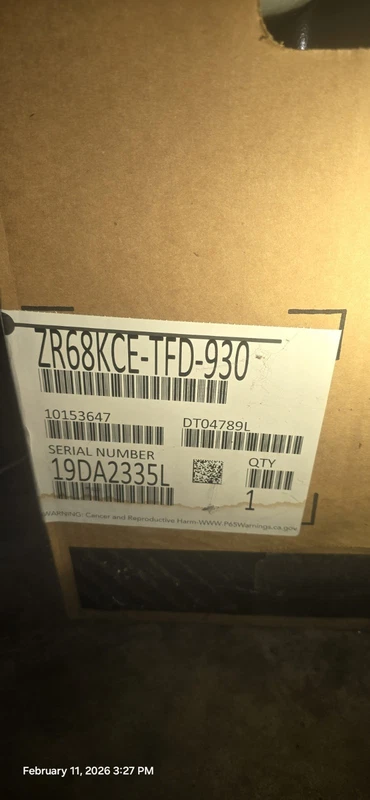 ZR68KCE-TFD-930
10153647 DT04789L
SERIAL NUMBER QTY
19DA2335L 1
WARNING: Cancer and Reproductive Harm-WWW.P65Warnings.ca.gov
February 11, 2026 3:27 PM